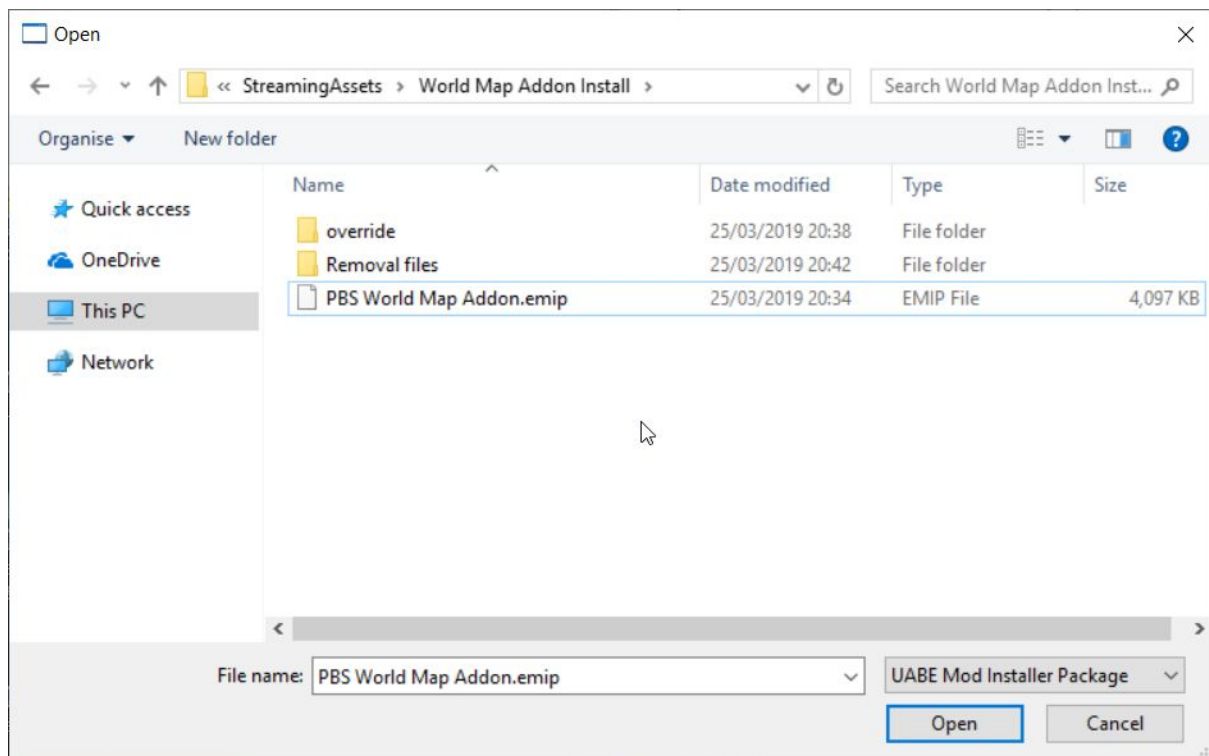 Open
« StreamingAssets > World Map Addon Install >
Search World Map Addon Inst...
Organise
New folder
Name Date modified Type Size
Quick access
OneDrive
This PC
Network
override 25/03/2019 20:38 File folder
Removal files 25/03/2019 20:42 File folder
PBS World Map Addon.emip 25/03/2019 20:34 EMIP File 4,097 KB
File name: PBS World Map Addon.emip
UABE Mod Installer Package
Open
Cancel